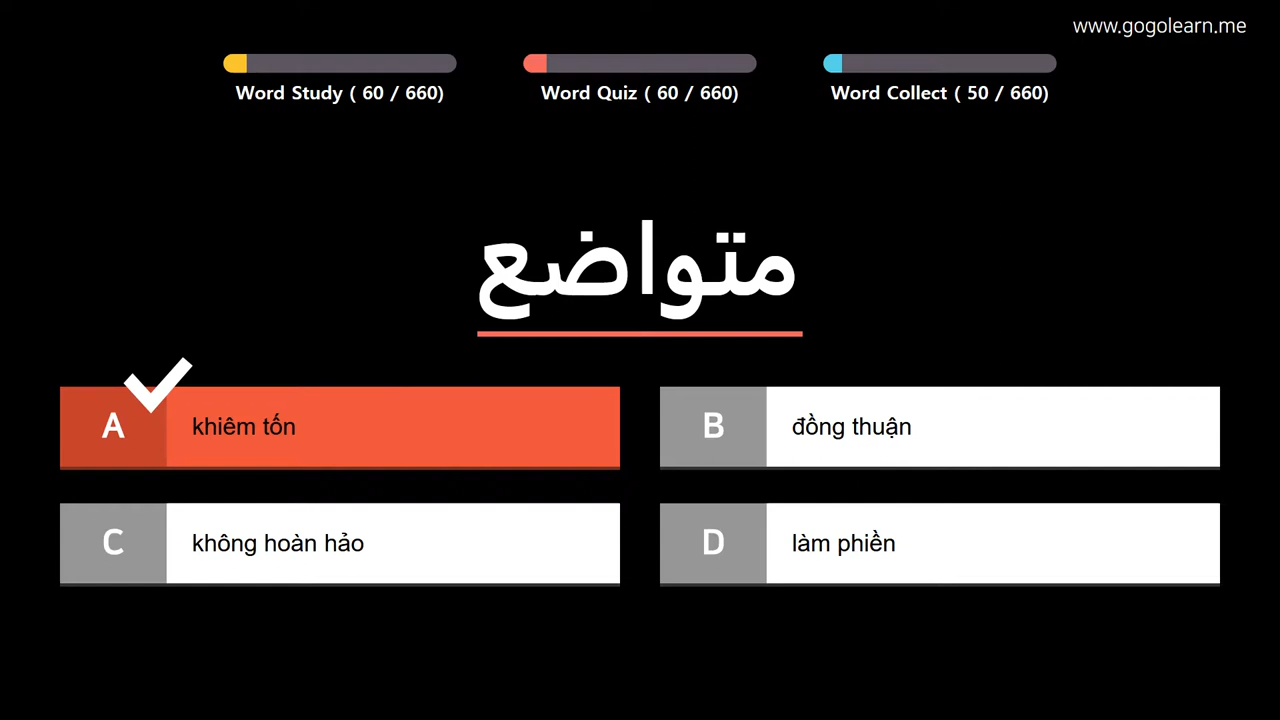 www.gogolearn.me
Word Study ( 60 / 660)
Word Quiz ( 60 / 660)
Word Collect ( 50 / 660)
متواضع
A khiêm tốn
B đồng thuận
C không hoàn hảo
D làm phiền